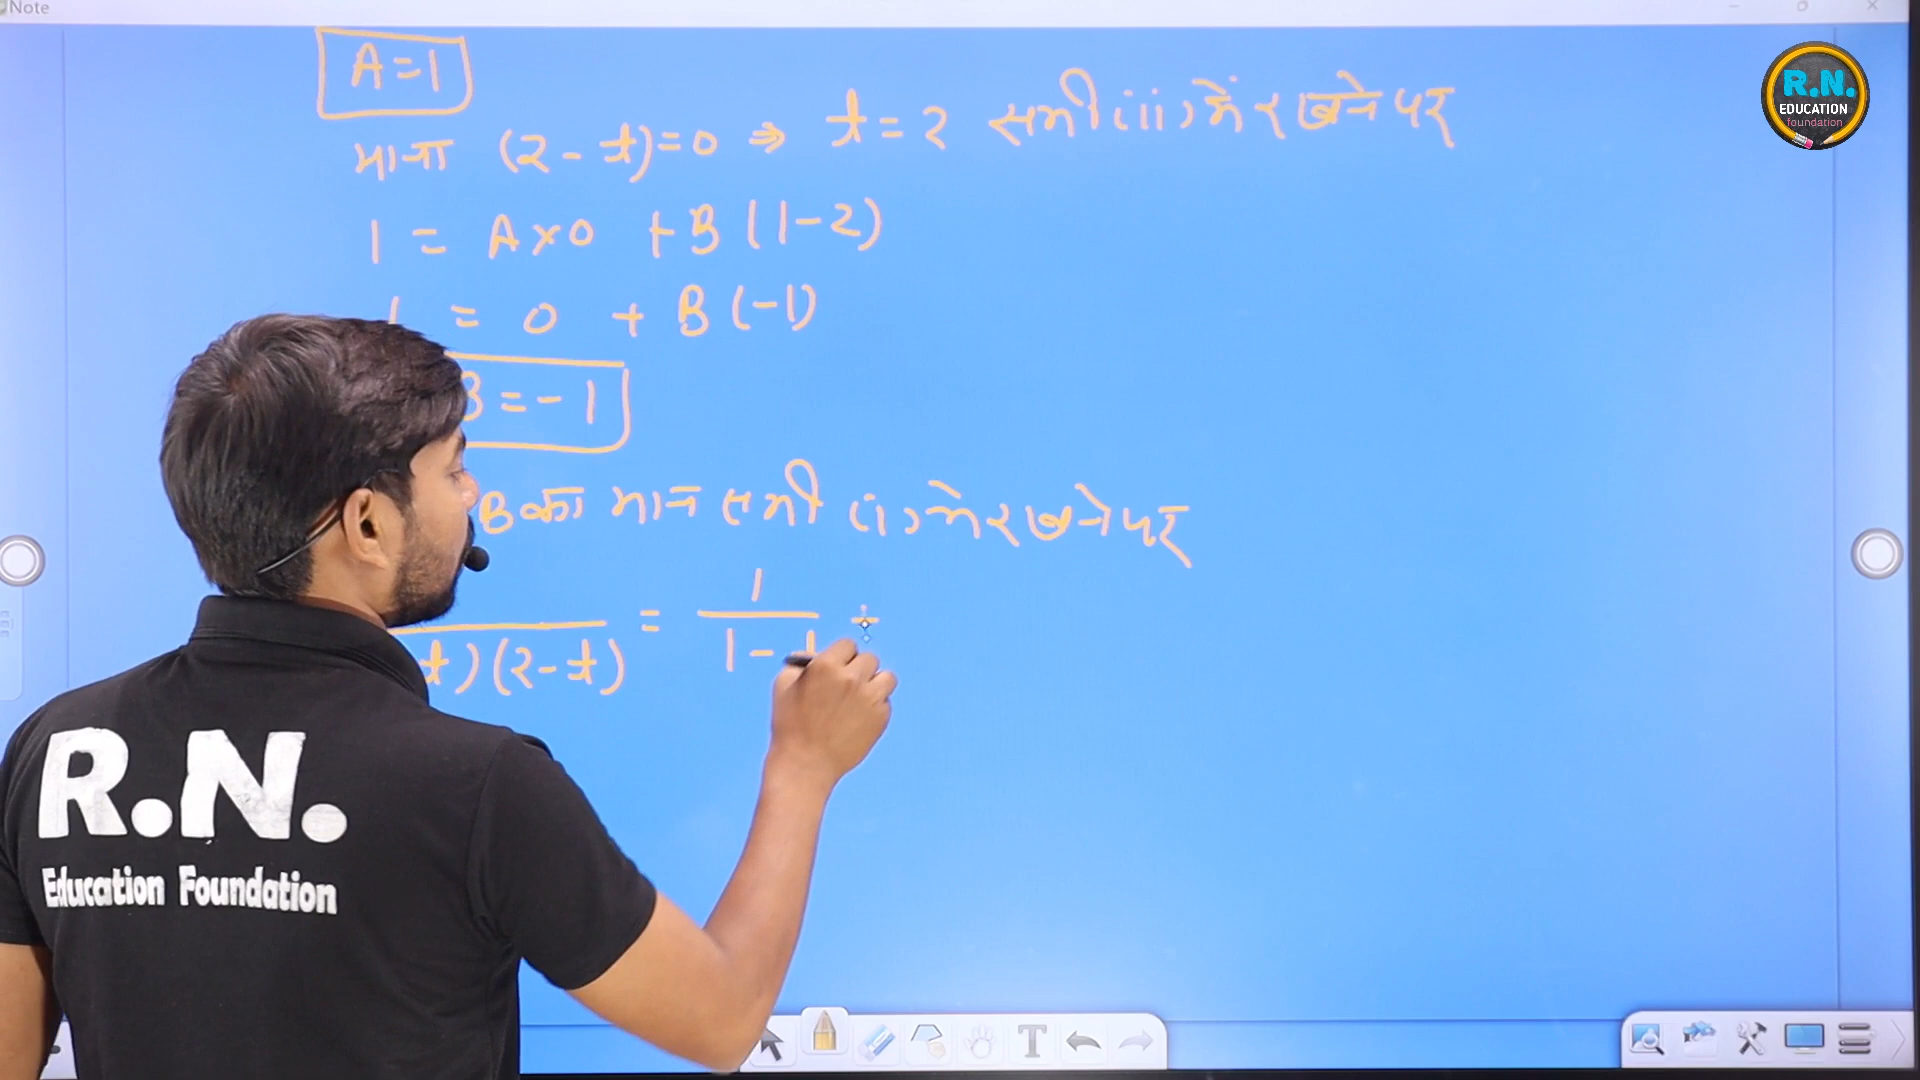 Note
A=1
R.N.
EDUCATION
foundation
माना (2-t)=0 ⇒ t=2 समी (ii) में रखने पर
1 = A×0 + B(1-2)
1 = 0 + B(-1)
B=-1
B का मान समी (i) में रखने पर
t)(2-t) = 1/(1-t +
R.N.
Education Foundation